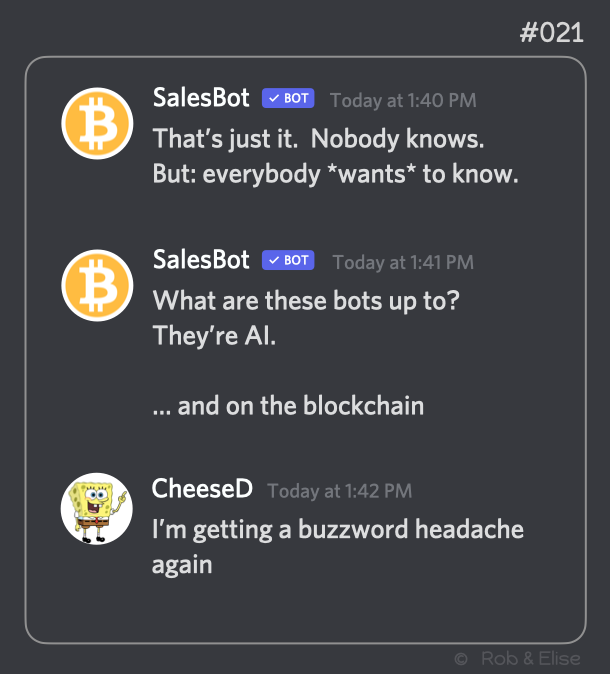 #021
SalesBot ✓ BOT Today at 1:40 PM
That’s just it. Nobody knows.
But: everybody *wants* to know.
SalesBot ✓ BOT Today at 1:41 PM
What are these bots up to?
They’re AI.
... and on the blockchain
CheeseD Today at 1:42 PM
I’m getting a buzzword headache
again
© Rob & Elise